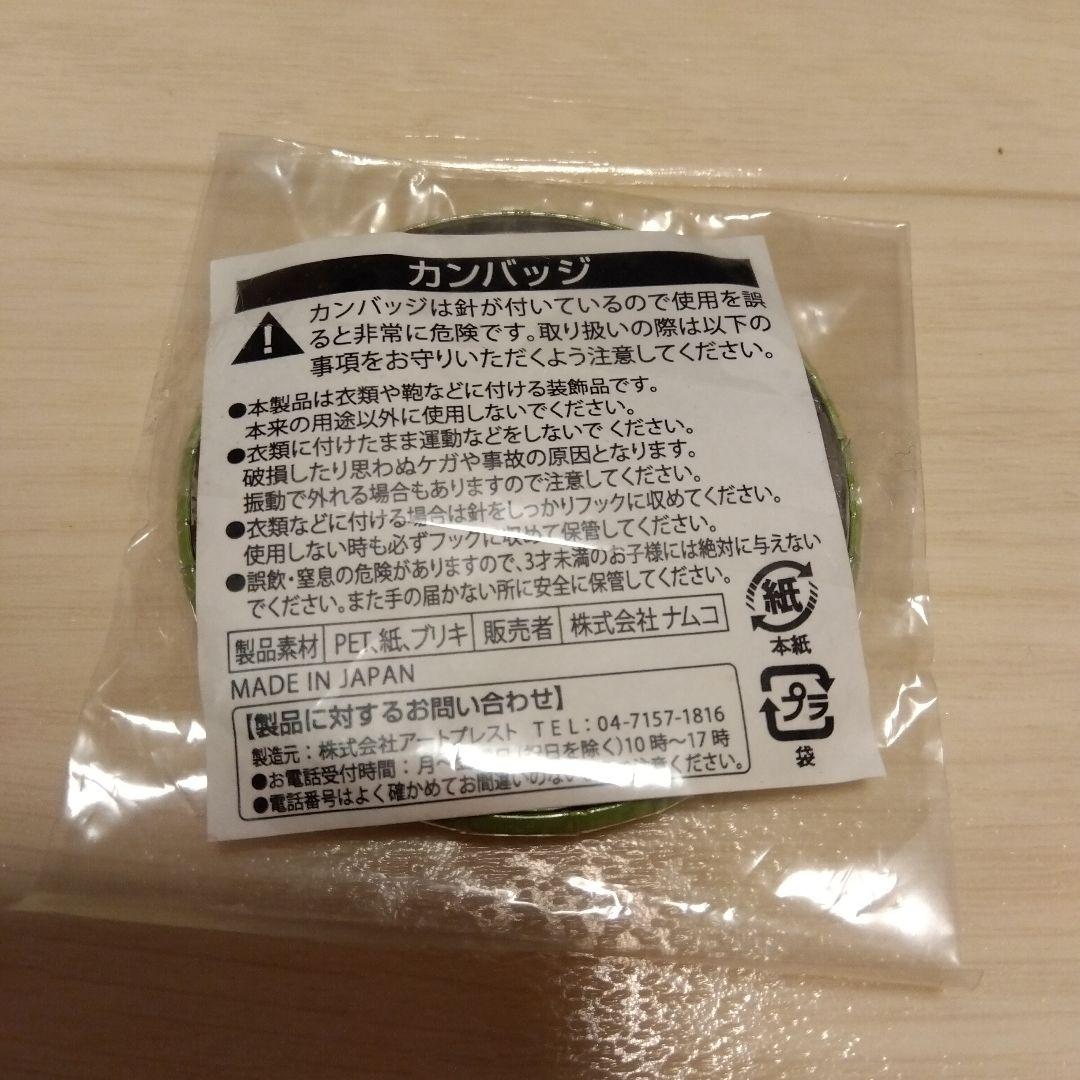 カンバッジ
カンバッジは針が付いているので使用を誤
ると非常に危険です。取り扱いの際は以下の
事項をお守りいただくよう注意してください。
●本製品は衣類や鞄などに付ける装飾品です。
本来の用途以外に使用しないでください。
●衣類に付けたまま運動などをしないで ください。
破損したり思わぬケガや事故の原因となります。
振動で外れる場合もありますので注意してください。
●衣類などに付ける場合は針をしっかりフックに収めてください。
使用しない時も必ずフックに収めて保管してください。
●誤飲・窒息の危険がありますので、3才未満のお子様には絶対に与えない
でください。また手の届かない所に安全に保管してください。
製品素材 PET、紙、ブリキ 販売者 株式会社 ナムコ
MADE IN JAPAN
【製品に対するお問い合わせ】
製造元：株式会社アートプレスト TEL：04-7157-1816
●お電話受付時間：月〜 日(祝日を除く)10時〜17時
●電話番号はよく確かめてお間違いのない 注意ください。
紙
本紙
プラ
袋